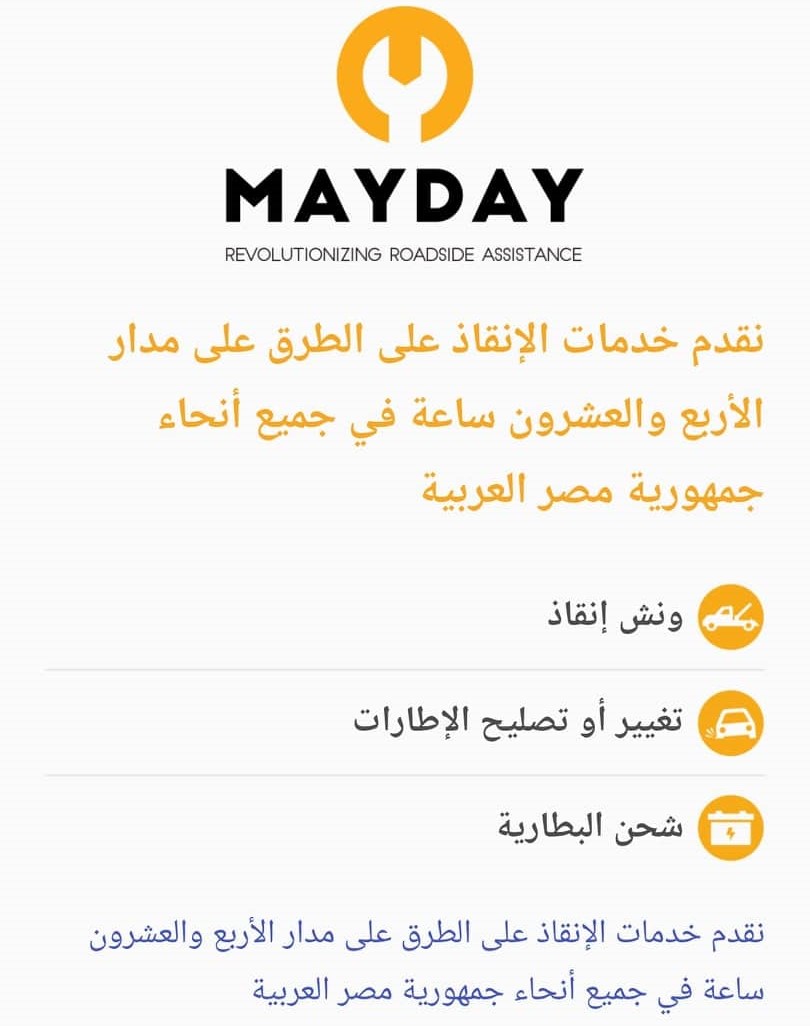 MAYDAY
REVOLUTIONIZING ROADSIDE ASSISTANCE
نقدم خدمات الإنقاذ على الطرق على مدار
الأربع والعشرون ساعة في جميع أنحاء
جمهورية مصر العربية
ونش إنقاذ
تغيير أو تصليح الإطارات
شحن البطارية
نقدم خدمات الإنقاذ على الطرق على مدار الأربع والعشرون
ساعة في جميع أنحاء جمهورية مصر العربية